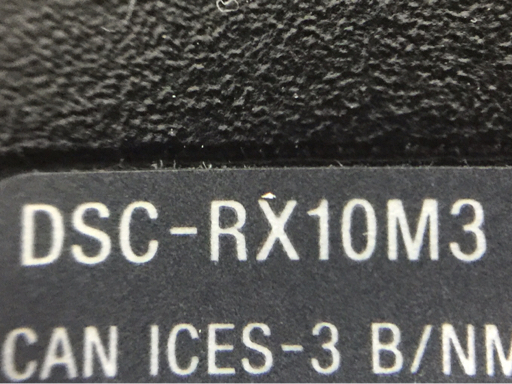 DSC-RX10M3
CAN ICES-3 B/NM